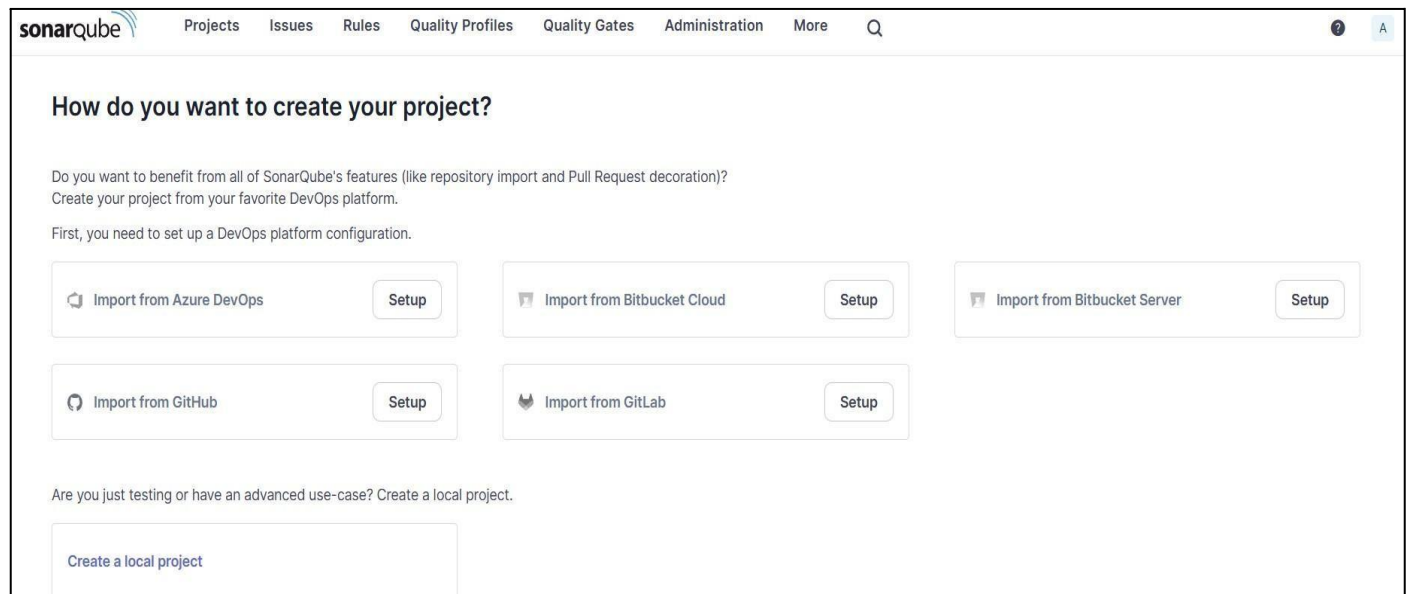 sonarqube Projects Issues Rules Quality Profiles Quality Gates Administration More ? A
How do you want to create your project?
Do you want to benefit from all of SonarQube's features (like repository import and Pull Request decoration)?
Create your project from your favorite DevOps platform.
First, you need to set up a DevOps platform configuration.
Import from Azure DevOps Setup Import from Bitbucket Cloud Setup Import from Bitbucket Server Setup
Import from GitHub Setup Import from GitLab Setup
Are you just testing or have an advanced use-case? Create a local project.
Create a local project